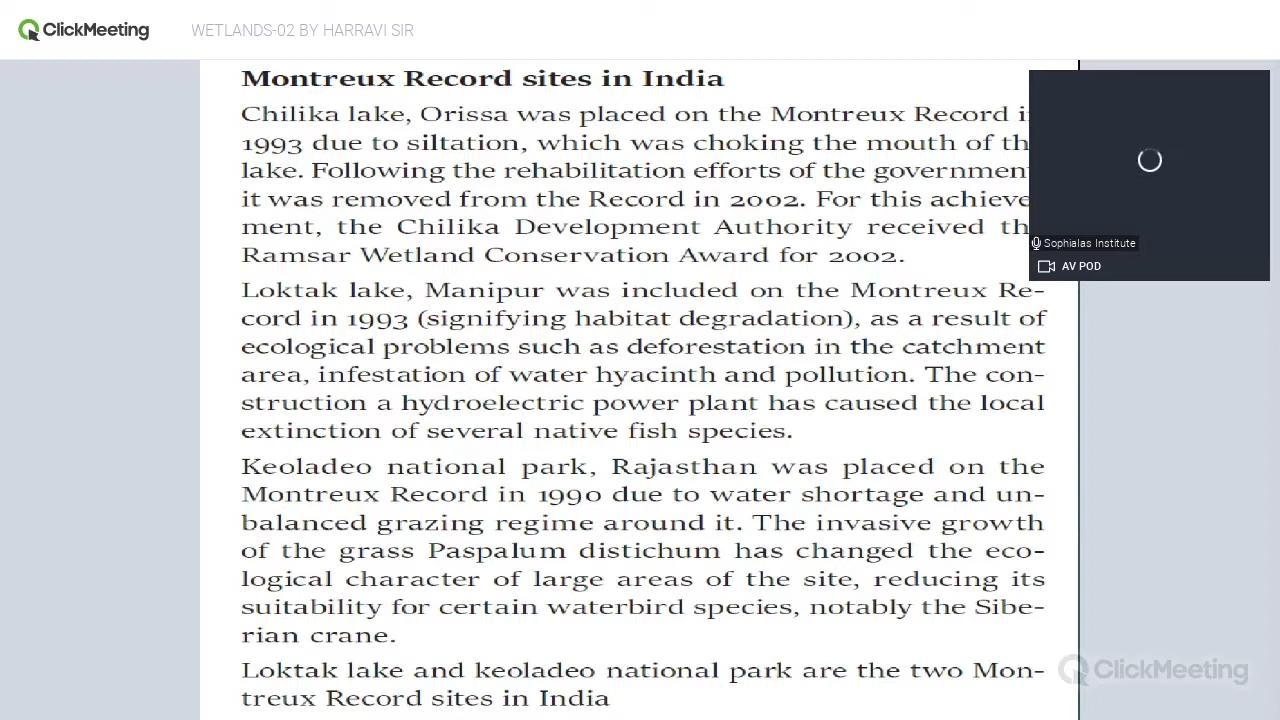 ClickMeeting
WETLANDS-02 BY HARRAVI SIR
Montreux Record sites in India
Chilika lake, Orissa was placed on the Montreux Record
1993 due to siltation, which was choking the mouth of
lake. Following the rehabilitation efforts of the
it was removed from the Record in 2002. For this
ment, the Chilika Development Authority received
Ramsar Wetland Conservation Award for 2002.
Loktak lake, Manipur was included on the Montreux Re-
cord in 1993 (signifying habitat degradation), as a result of
ecological problems such as deforestation in the catchment
area, infestation of water hyacinth and pollution. The con-
struction a hydroelectric power plant has caused the local
extinction of several native fish species.
Keoladeo national park, Rajasthan was placed on the
Montreux Record in 1990 due to water shortage and un-
balanced grazing regime around it. The invasive growth
of the grass Paspalum distichum has changed the eco-
logical character of large areas of the site, reducing its
suitability for certain waterbird species, notably the Sibe-
rian crane.
Loktak lake and keoladeo national park are the two Mon-
treux Record sites in India
Sophialas Institute
AV POD
ClickMeeting